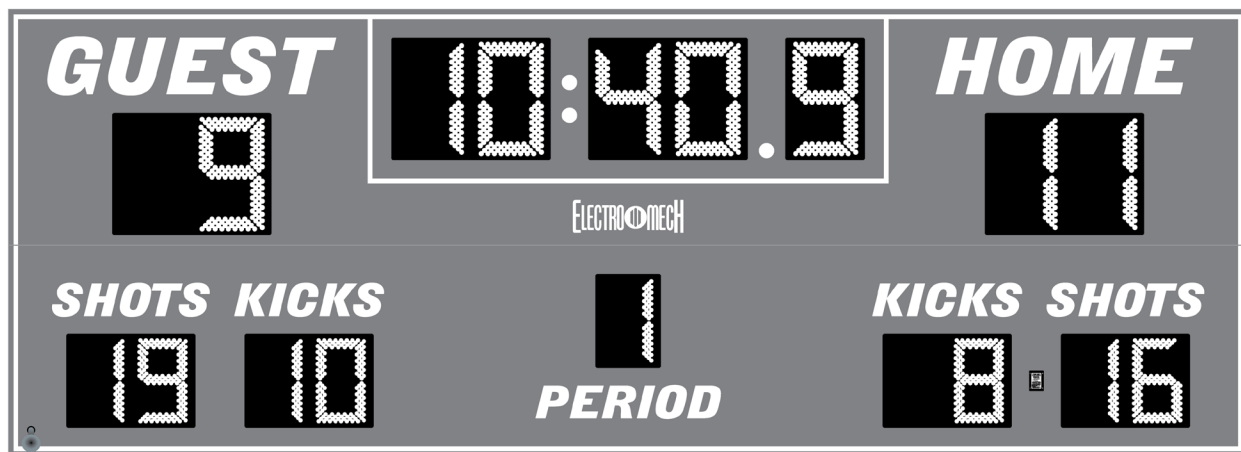 GUEST 10:40.9 HOME
9 11
ELECTRO MECH
SHOTS KICKS 1 KICKS SHOTS
19 10 8 16
PERIOD